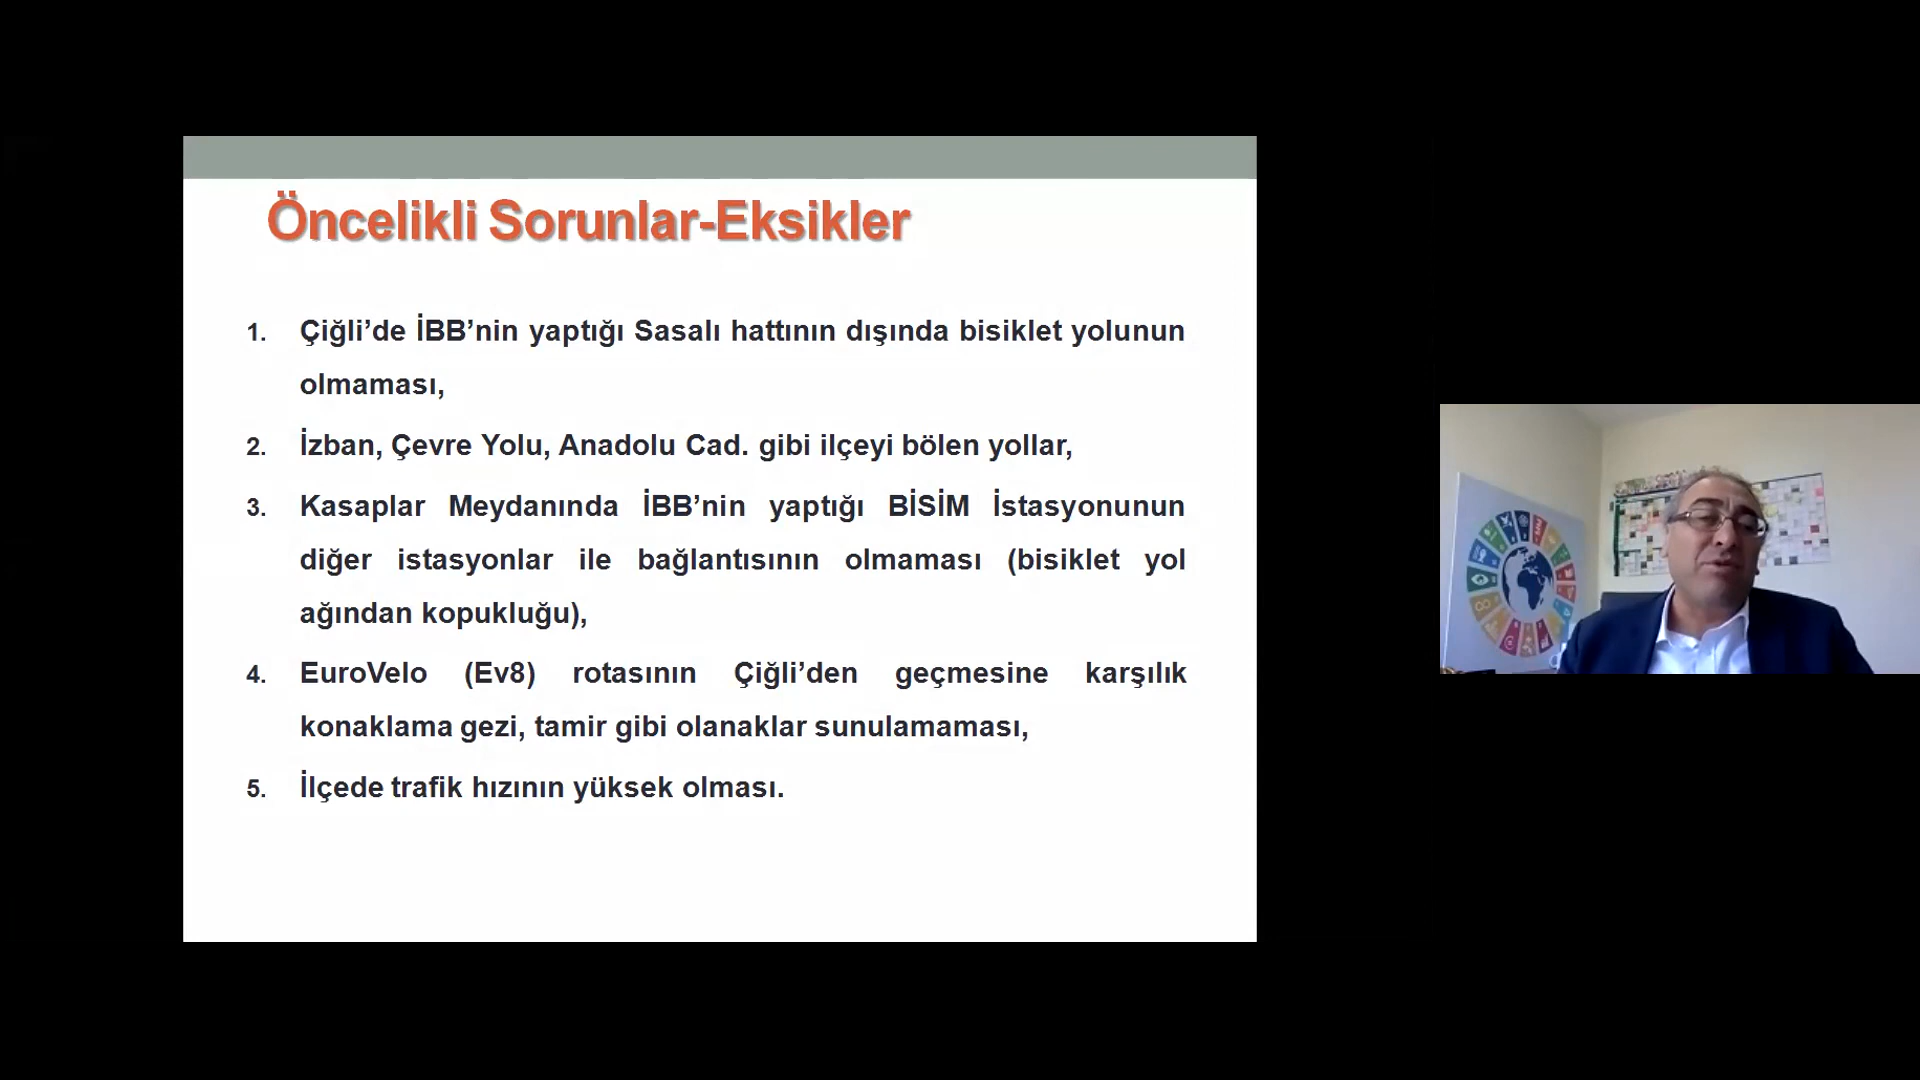 Öncelikli Sorunlar-Eksikler
1. Çiğli’de İBB’nin yaptığı Sasalı hattının dışında bisiklet yolunun
olmaması,
2. İzban, Çevre Yolu, Anadolu Cad. gibi ilçeyi bölen yollar,
3. Kasaplar Meydanında İBB’nin yaptığı BİSİM İstasyonunun
diğer istasyonlar ile bağlantısının olmaması (bisiklet yol
ağından kopukluğu),
4. EuroVelo (Ev8) rotasının Çiğli’den geçmesine karşılık
konaklama gezi, tamir gibi olanaklar sunulamaması,
5. İlçede trafik hızının yüksek olması.